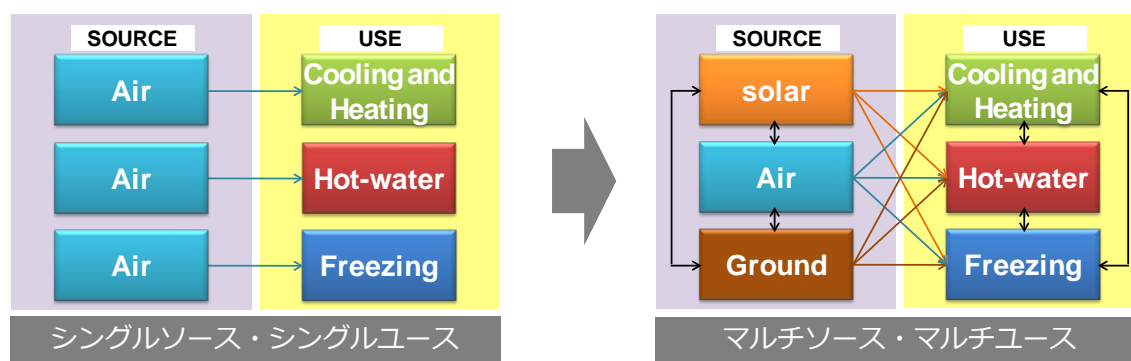 SOURCE
USE
Air
Cooling and
Heating
Air
Hot-water
Air
Freezing
シングルソース・シングルユース
SOURCE
USE
solar
Cooling and
Heating
Air
Hot-water
Ground
Freezing
マルチソース・マルチユース